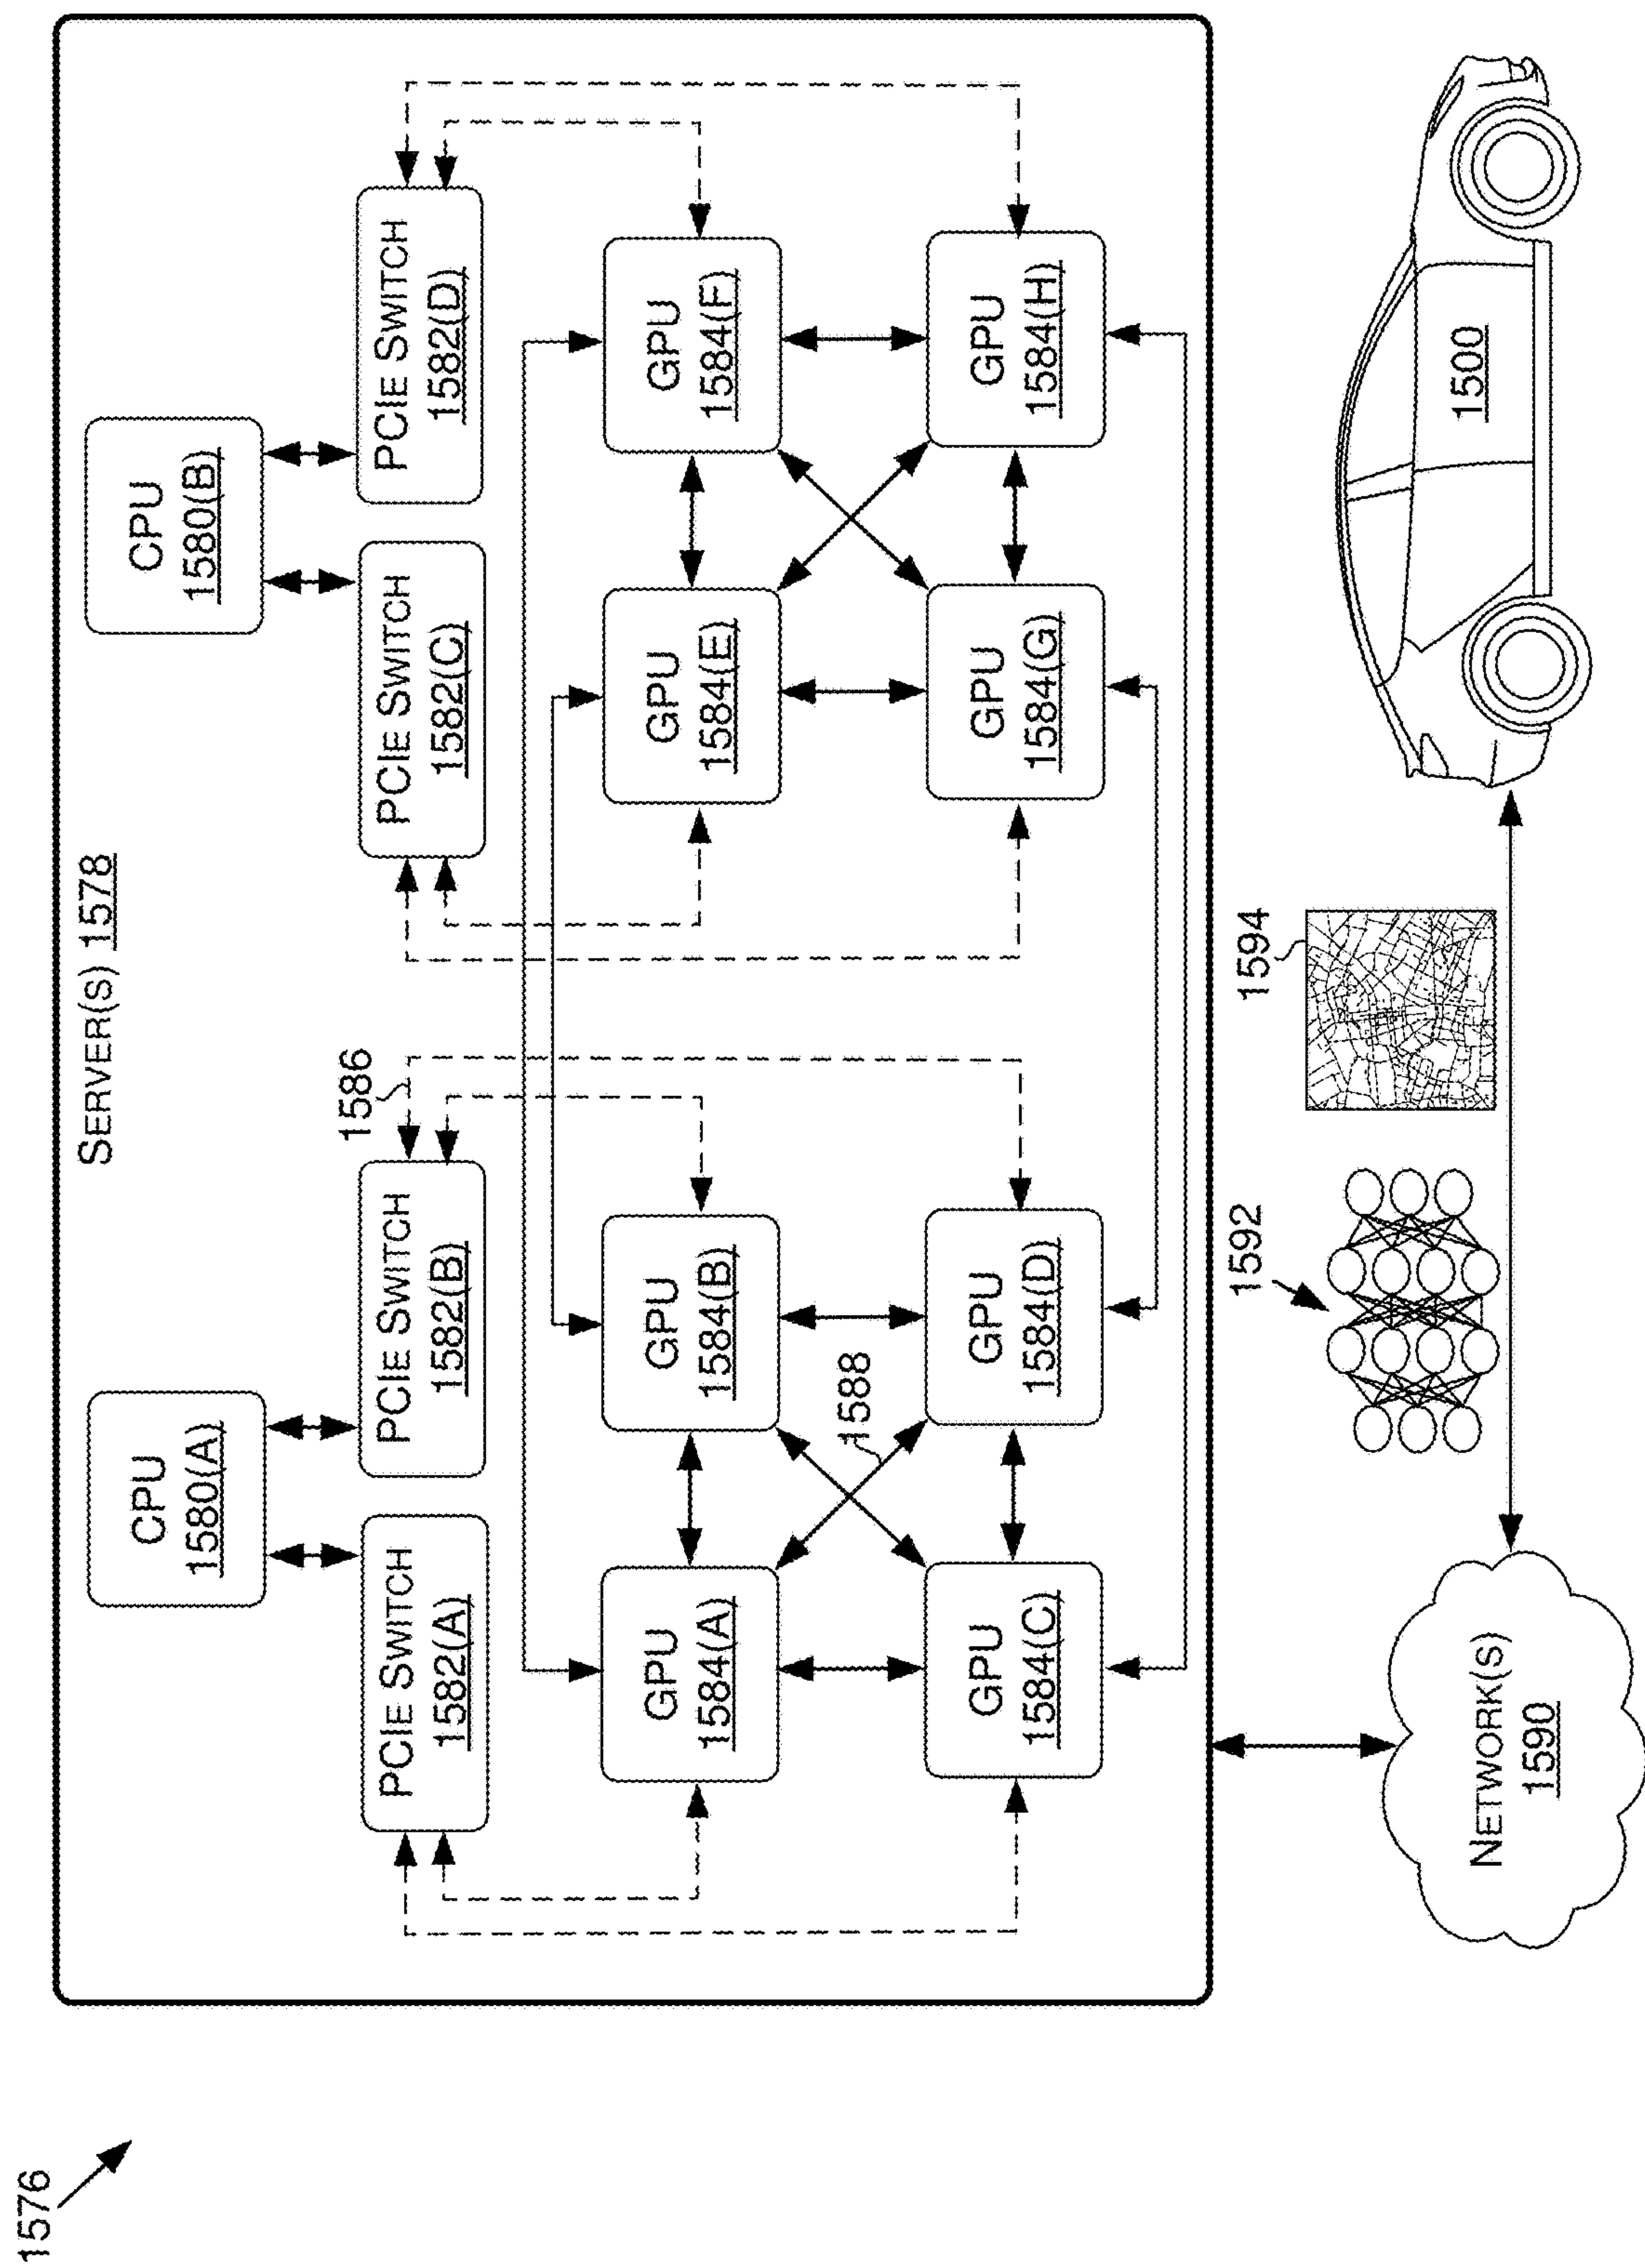 1576
SERVER(S) 1578
CPU
1580(A)
CPU
1580(B)
PCIE SWITCH
1582(A)
PCIE SWITCH
1582(B)
1586
PCIE SWITCH
1582(C)
PCIE SWITCH
1582(D)
GPU
1584(A)
GPU
1584(B)
GPU
1584(E)
GPU
1584(F)
1588
GPU
1584(C)
GPU
1584(D)
GPU
1584(G)
GPU
1584(H)
NETWORK(S)
1590
1592
1594
1500